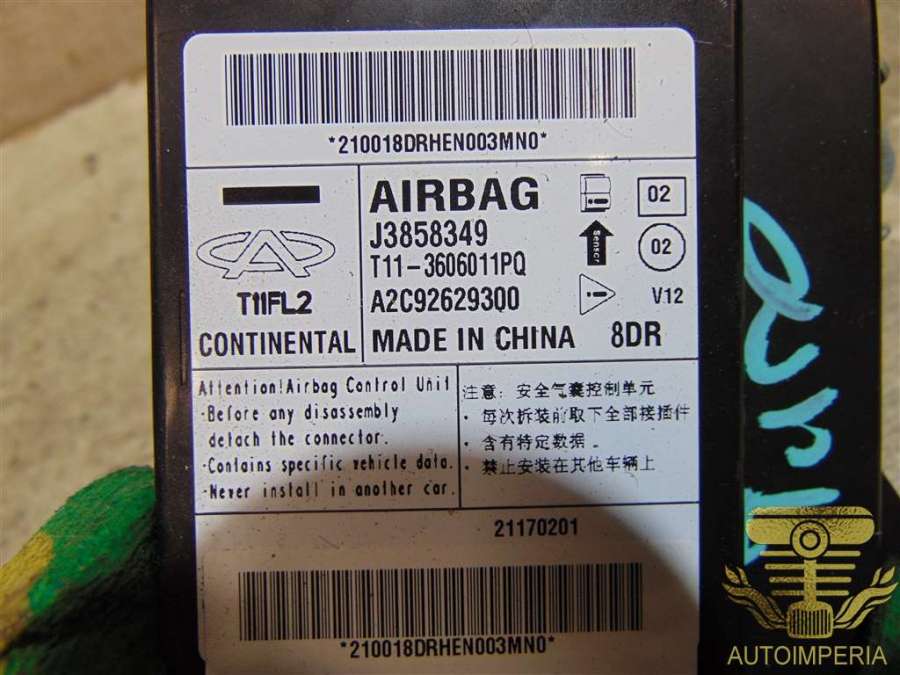 *210018DRHEN003MN0*
AIRBAG
02
J3858349
Sensor
02
T11-3606011PQ
T11FL2
A2C92629300
V12
CONTINENTAL
MADE IN CHINA 8DR
Attention!Airbag Control Unit
-Before any disassembly
detach the connector.
-Contains specific vehicle data.
-Never install in another car.
注意：安全气囊控制单元
· 每次拆装前取下全部接插件
· 含有特定数据。
· 禁止安装在其他车辆上
21170201
*210018DRHEN003MN0*
AUTOIMPERIA